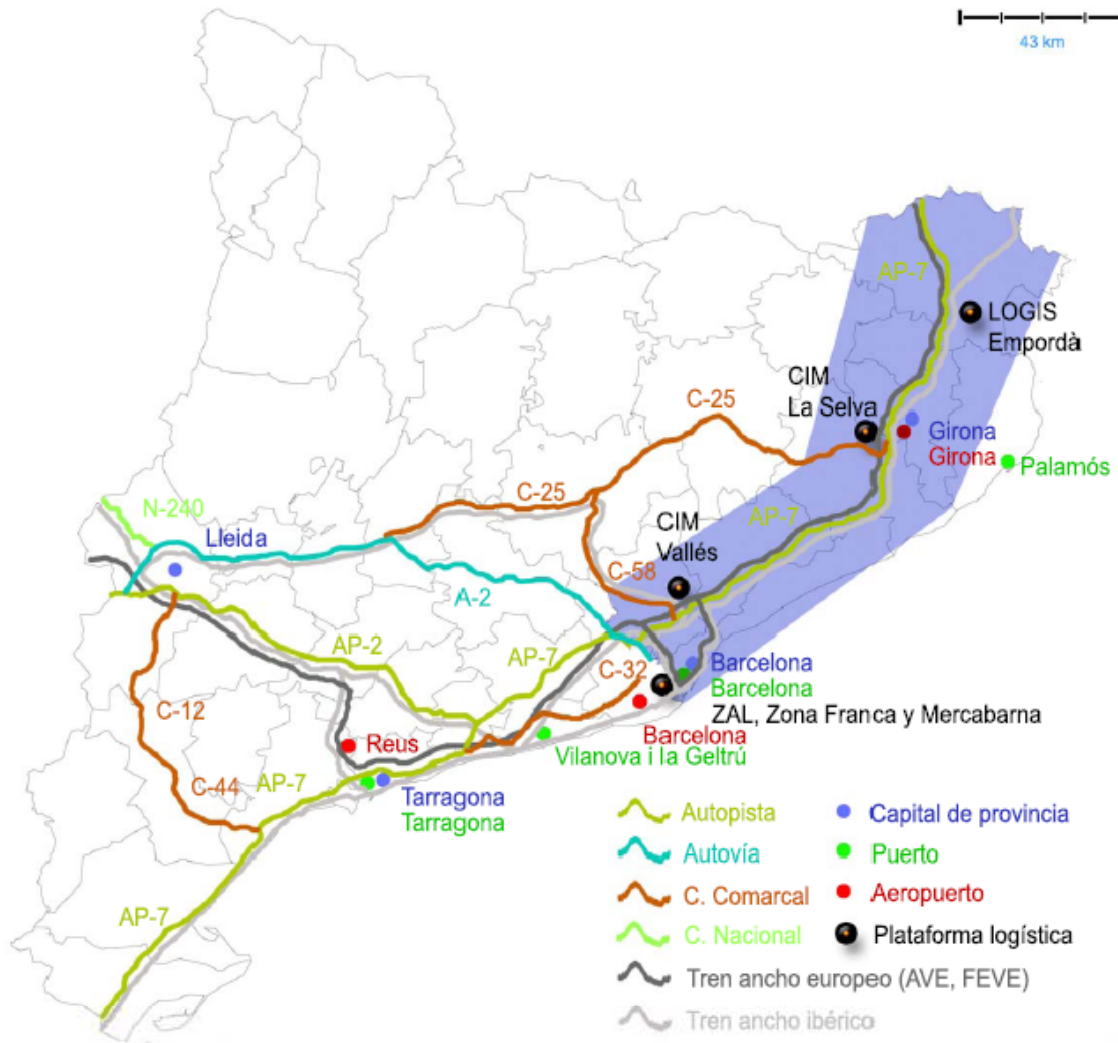 43 km
AP-7
LOGIS
Empordà
CIM
La Selva
C-25
Girona
Girona
Palamós
C-25
N-240
Lleida
CIM
Vallés
AP-7
C-58
A-2
AP-2
AP-7
C-32
Barcelona
Barcelona
ZAL, Zona Franca y Mercabarna
Barcelona
Vilanova i la Geltrú
C-12
Reus
C-44
AP-7
Tarragona
Tarragona
AP-7
Autopista
Capital de provincia
Autovía
Puerto
C. Comarcal
Aeropuerto
C. Nacional
Plataforma logística
Tren ancho europeo (AVE, FEVE)
Tren ancho ibérico